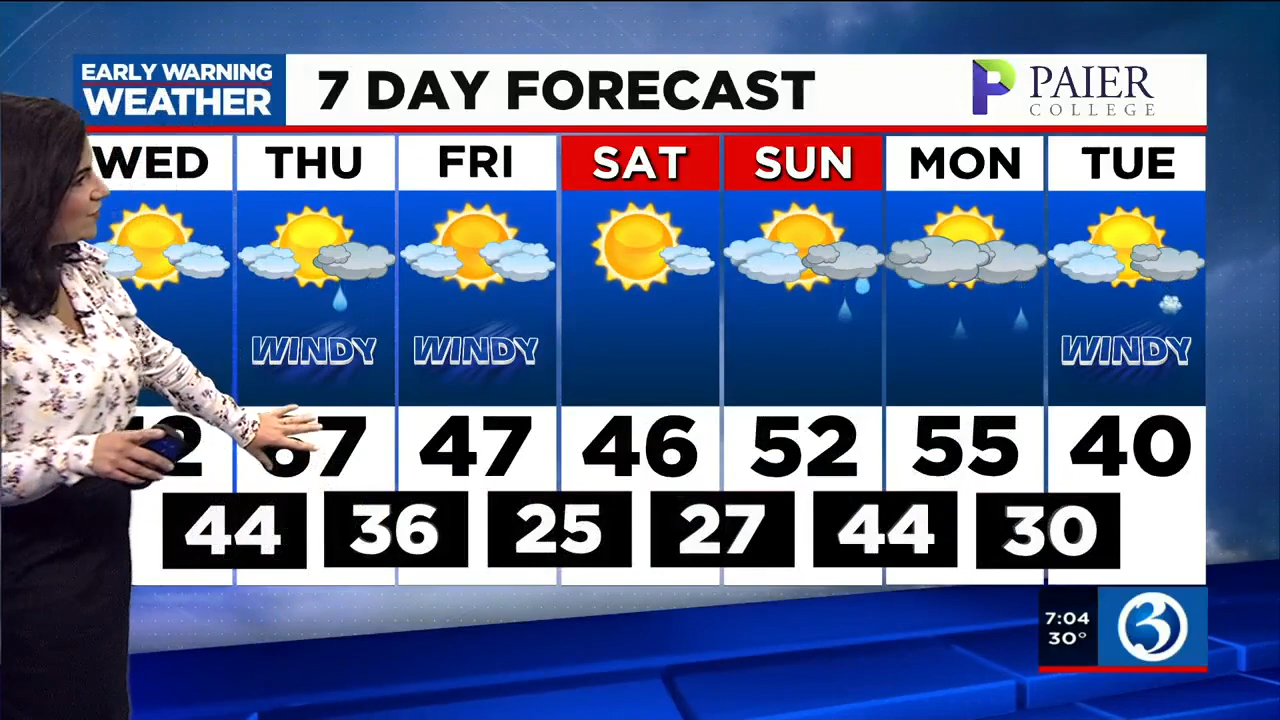 EARLY WARNING
WEATHER
7 DAY FORECAST
PAIER
COLLEGE
WED THU FRI SAT SUN MON TUE
WINDY WINDY WINDY
47 46 52 55 40
44 36 25 27 44 30
7:04
30°
3